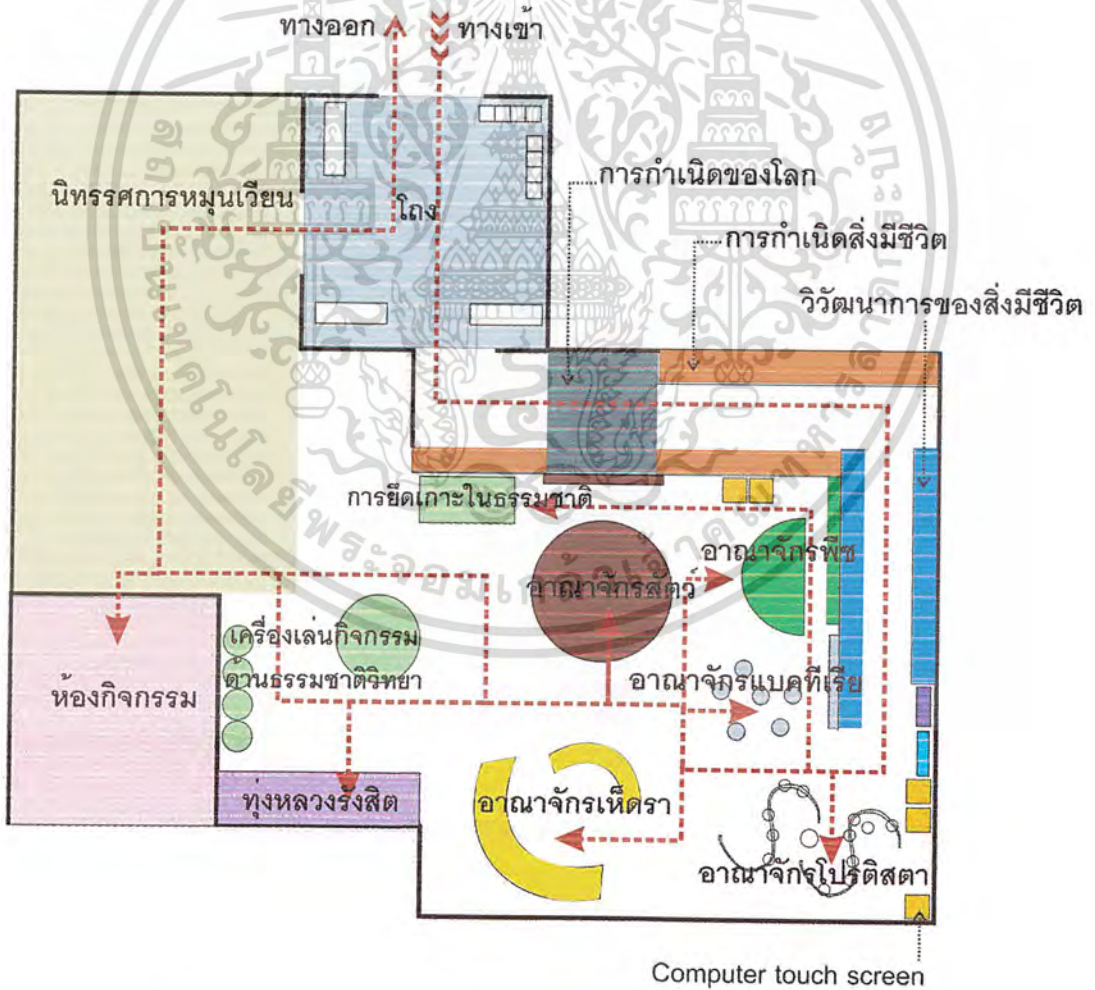 ทางออก
ทางเข้า
นิทรรศการหมุนเวียน
โถง
การกำเนิดของโลก
การกำเนิดสิ่งมีชีวิต
วิวัฒนาการของสิ่งมีชีวิต
การยึดเกาะในธรรมชาติ
อาณาจักรพืช
อาณาจักรสัตว์
เครื่องเล่นกิจกรรม
ด้านธรรมชาติวิทยา
ห้องกิจกรรม
อาณาจักรแบคทีเรีย
ทุ่งหลวงรังสิต
อาณาจักรเห็ดรา
อาณาจักรโปรติสตา
Computer touch screen